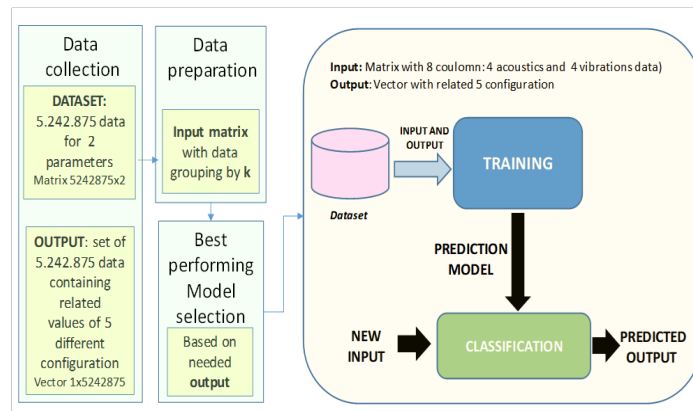 Data
collection
DATASET:
5.242.875 data
for 2
parameters
Matrix 5242875x2
OUTPUT: set of
5.242.875 data
containing
related
values of 5
different
configuration
Vector 1x5242875
Data
preparation
Input matrix
with data
grouping by k
Best
performing
Model
selection
Based on
needed
output
Input: Matrix with 8 coulomn: 4 acoustics and 4 vibrations data)
Output: Vector with related 5 configuration
INPUT AND
OUTPUT
TRAINING
Dataset
PREDICTION
MODEL
NEW
INPUT
CLASSIFICATION
PREDICTED
OUTPUT